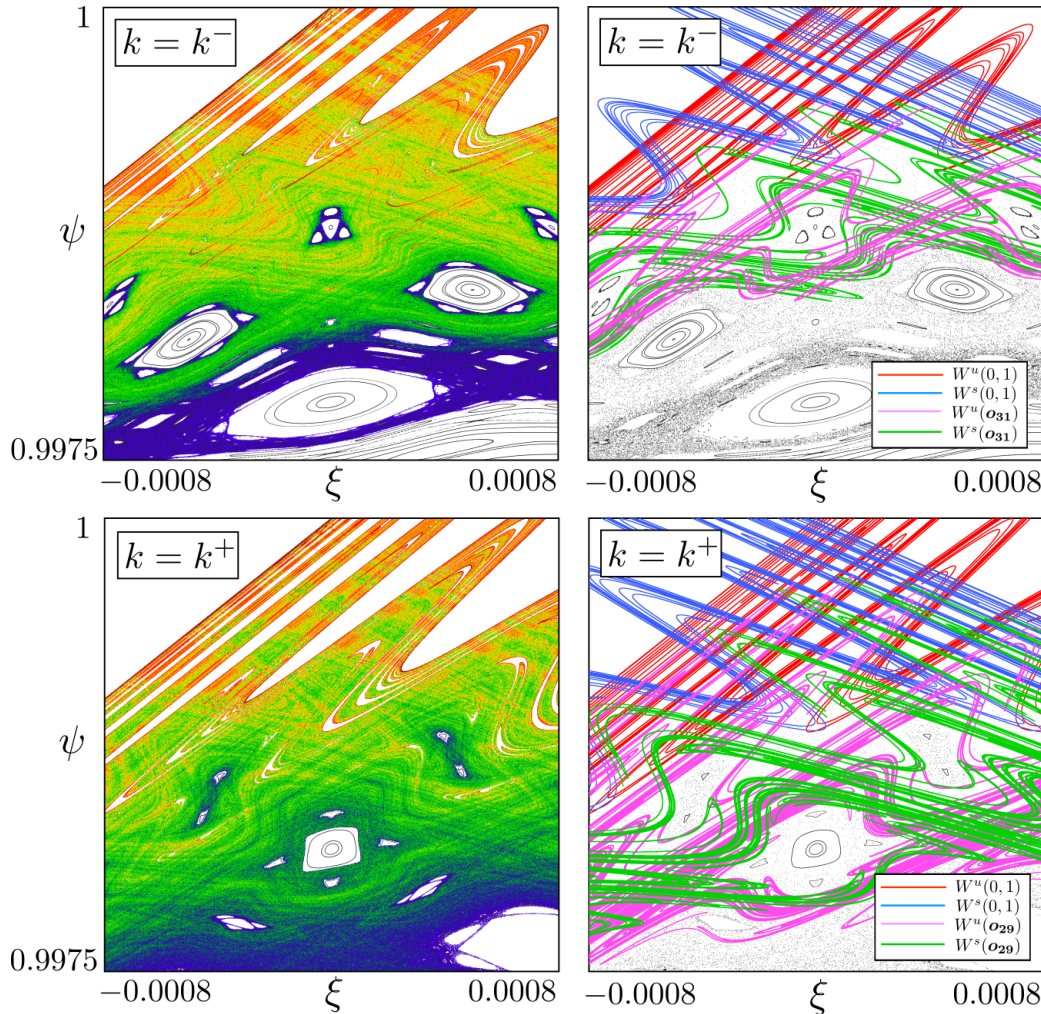 1
k = k⁻
ψ
0.9975
−0.0008
ξ
0.0008
k = k⁻
Wᵘ(0, 1)
Wˢ(0, 1)
Wᵘ(o₃₁)
Wˢ(o₃₁)
−0.0008
ξ
0.0008
1
k = k⁺
ψ
0.9975
−0.0008
ξ
0.0008
k = k⁺
Wᵘ(0, 1)
Wˢ(0, 1)
Wᵘ(o₂₉)
Wˢ(o₂₉)
−0.0008
ξ
0.0008